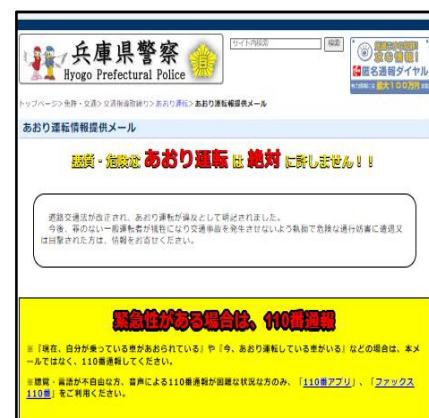 兵庫県警察
Hyogo Prefectural Police
サイト内検索
検索
匿名通報ダイヤル
最大100万円
トップページ>免許・交通>交通指導取締り>あおり運転>あおり運転情報提供メール
あおり運転情報提供メール
悪質・危険な あおり運転 は 絶対 に許しません！！
道路交通法が改正され、あおり運転が違反として明記されました。
今後、罪のない一般運転者が犠牲になり交通事故を発生させないよう執拗で危険な通行妨害に遭遇又
は目撃された方は、情報をお寄せください。
緊急性がある場合は、110番通報
※『現在、自分が乗っている車があおられている』や『今、あおり運転している車がいる』などの場合は、本メ
ールではなく、110番通報してください。
※聴覚・言語が不自由な方、音声による110番通報が困難な状況な方のみ、「110番アプリ」、「ファックス
110番」をご利用ください。